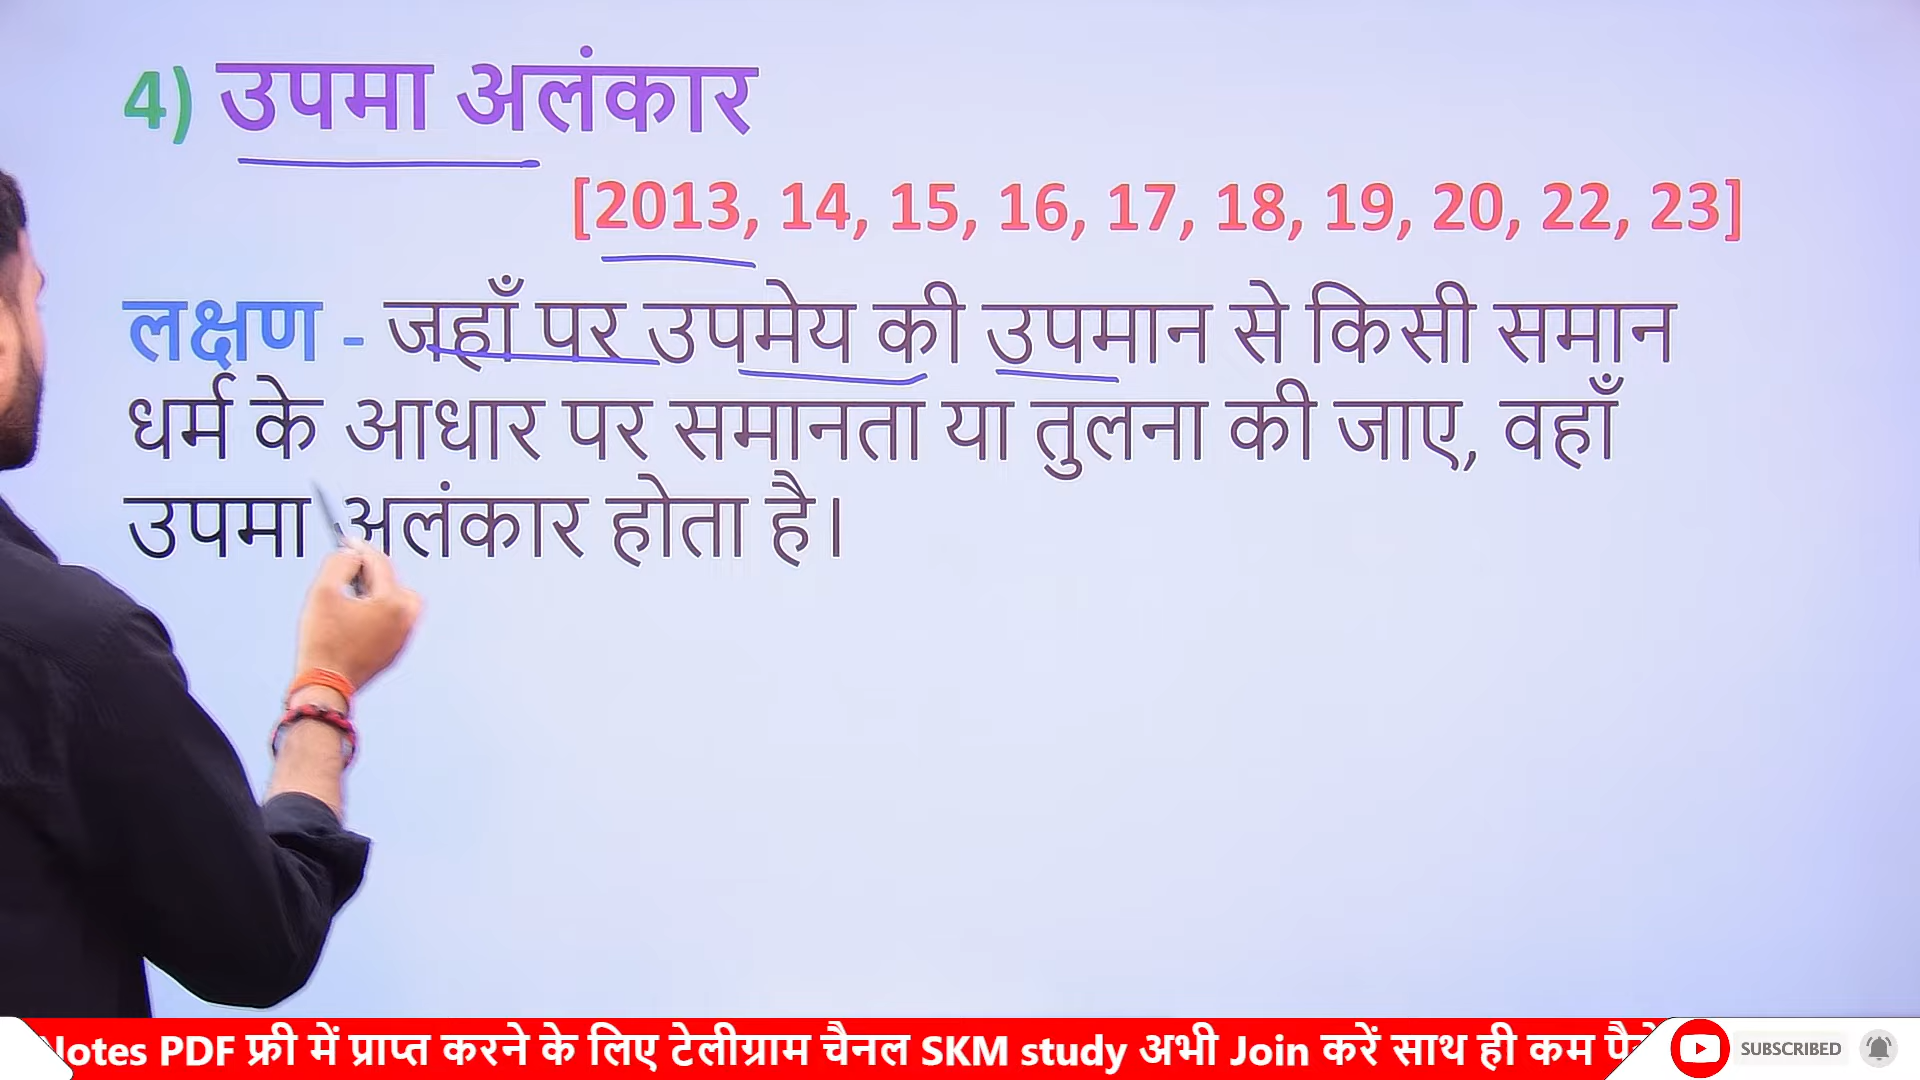 4) उपमा अलंकार
[2013, 14, 15, 16, 17, 18, 19, 20, 22, 23]
लक्षण - जहाँ पर उपमेय की उपमान से किसी समान
धर्म के आधार पर समानता या तुलना की जाए, वहाँ
उपमा अलंकार होता है।
Notes PDF फ्री में प्राप्त करने के लिए टेलीग्राम चैनल SKM study अभी Join करें साथ ही कम
SUBSCRIBED